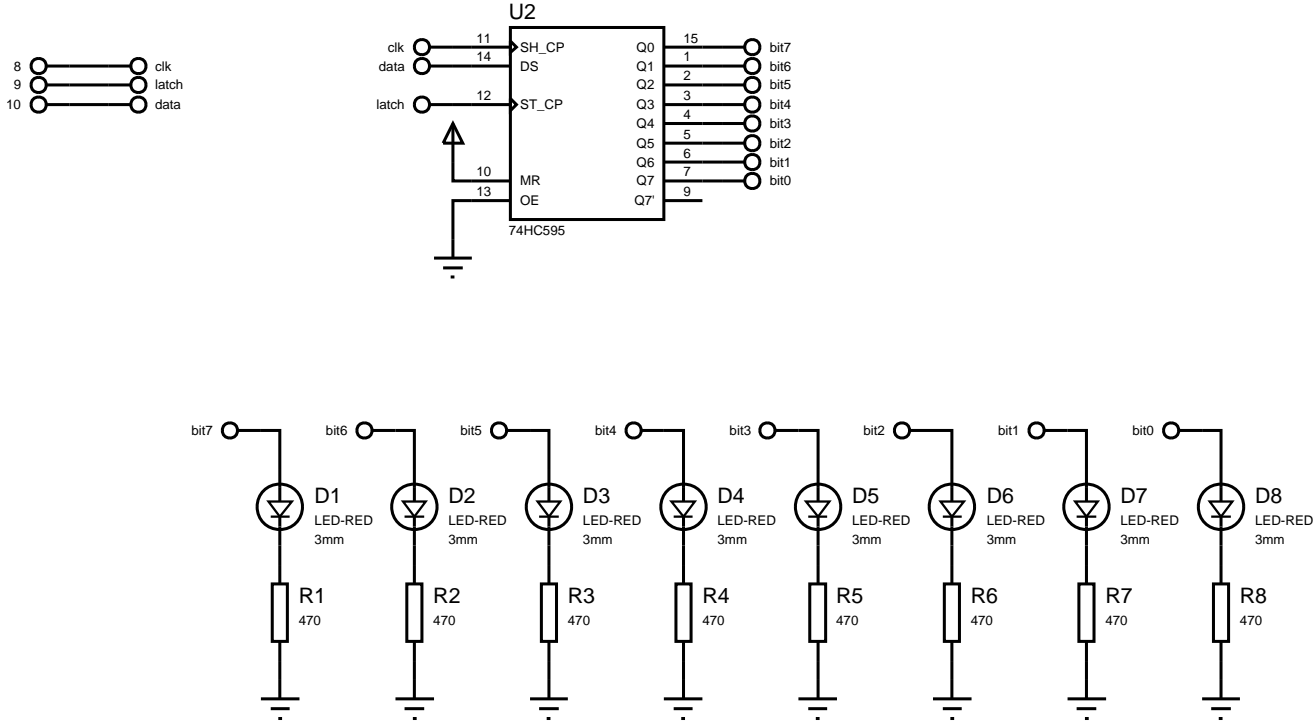 U2
8 clk
9 latch
10 data
clk 11 SH_CP Q0 15 bit7
data 14 DS Q1 1 bit6
Q2 2 bit5
latch 12 ST_CP Q3 3 bit4
Q4 4 bit3
Q5 5 bit2
Q6 6 bit1
10 MR Q7 7 bit0
13 OE Q7' 9
74HC595
bit7 bit6 bit5 bit4 bit3 bit2 bit1 bit0
D1 D2 D3 D4 D5 D6 D7 D8
LED-RED LED-RED LED-RED LED-RED LED-RED LED-RED LED-RED LED-RED
3mm 3mm 3mm 3mm 3mm 3mm 3mm 3mm
R1 R2 R3 R4 R5 R6 R7 R8
470 470 470 470 470 470 470 470